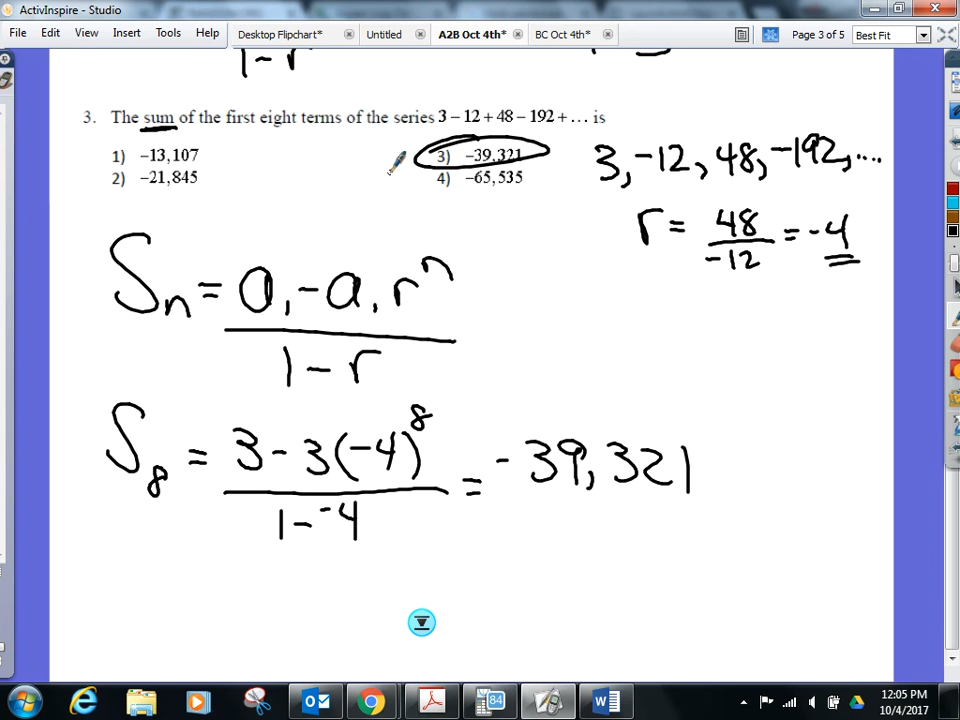 ActivInspire - Studio
File Edit View Insert Tools Help Desktop Flipchart* Untitled A2B Oct 4th* BC Oct 4th* Page 3 of 5 Best Fit
1 - r
3. The sum of the first eight terms of the series 3 − 12 + 48 − 192 + … is
1) −13,107 3) −39,321
2) −21,845 4) −65,535
3, -12, 48, -192, ....
r = 48/-12 = -4
Sn = a1 - a1 r^n
1 - r
S8 = 3 - 3(-4)^8 = -39,321
1 - -4
84
12:05 PM
10/4/2017